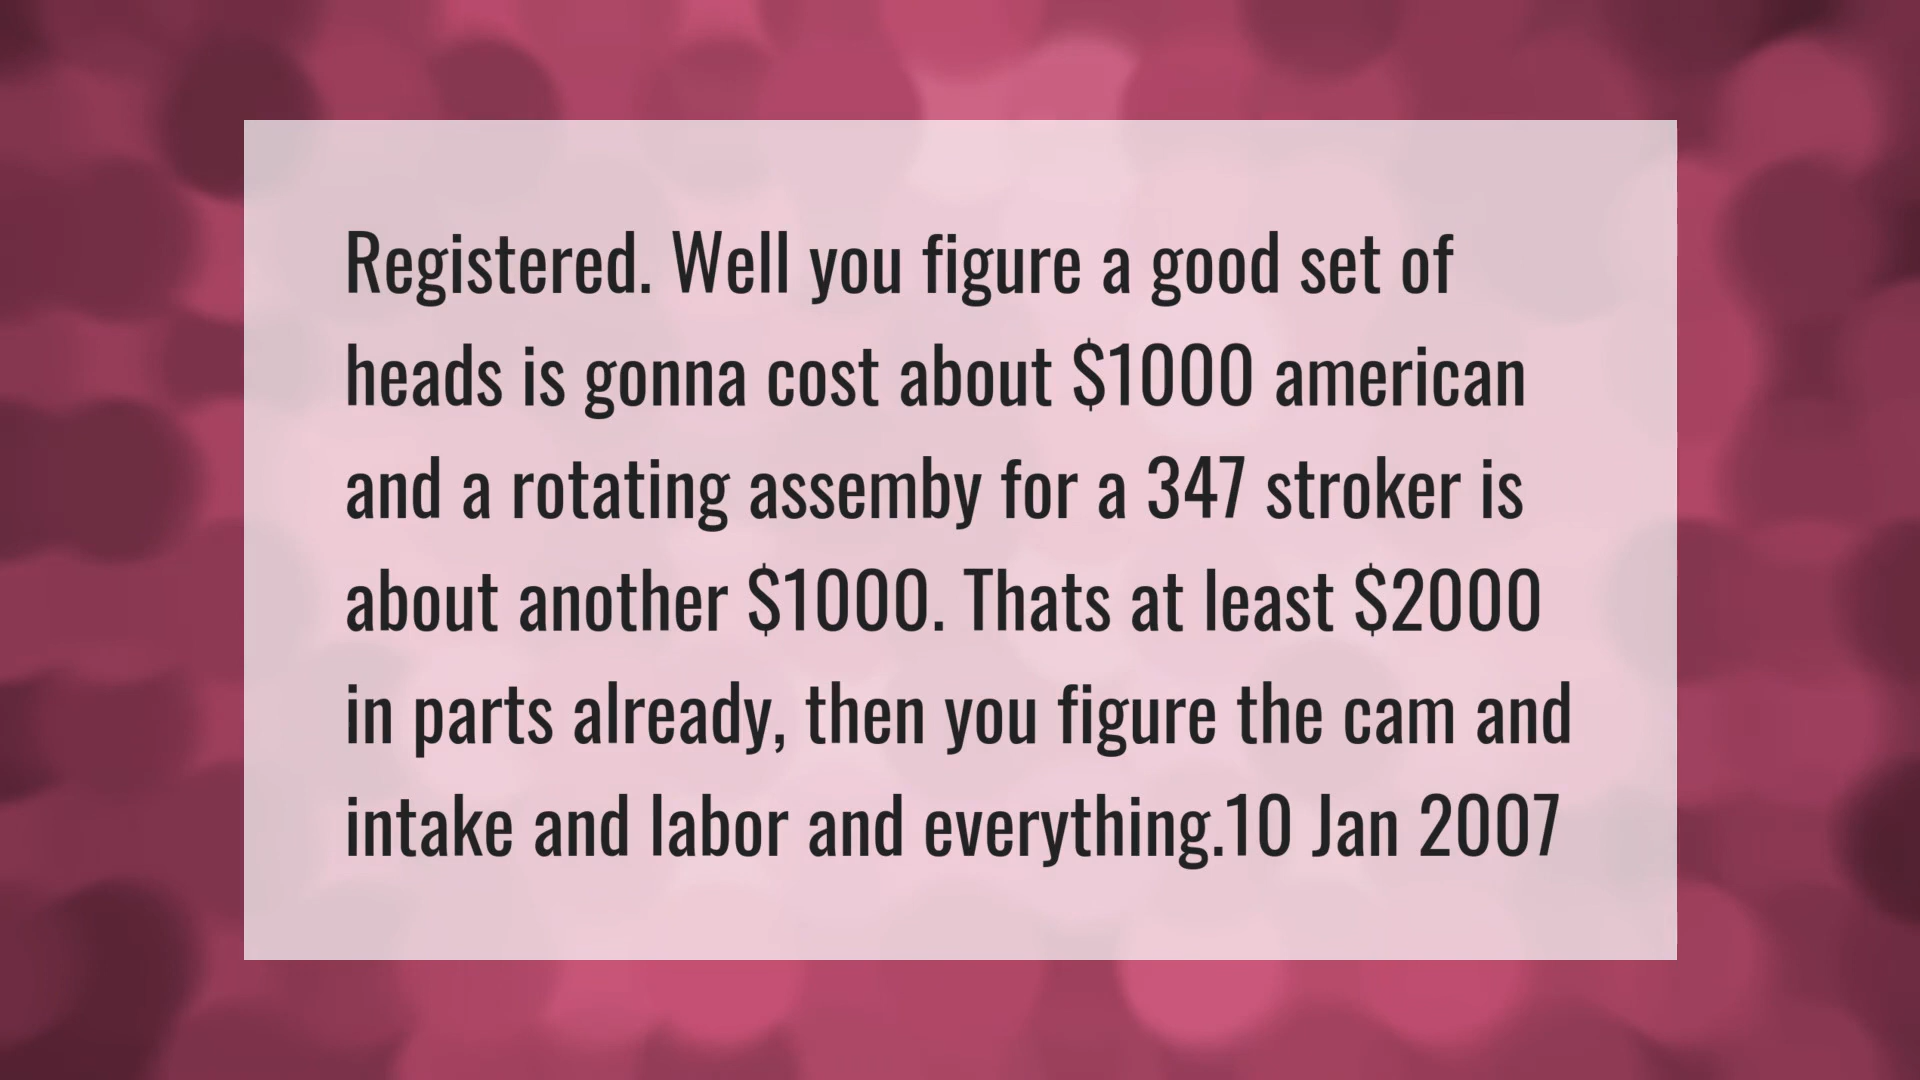 Registered. Well you figure a good set of
heads is gonna cost about $1000 american
and a rotating assemby for a 347 stroker is
about another $1000. Thats at least $2000
in parts already, then you figure the cam and
intake and labor and everything.10 Jan 2007